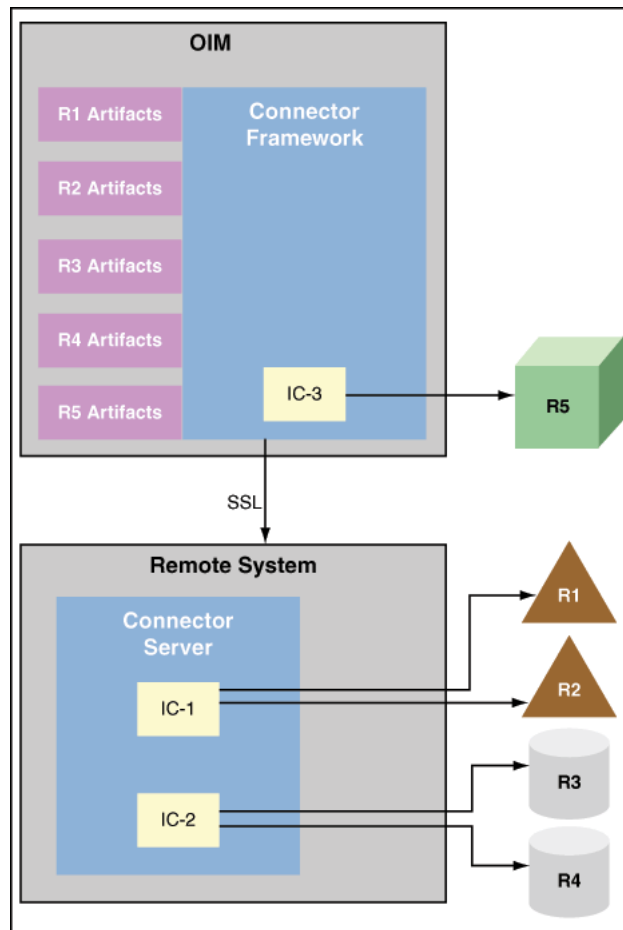 OIM
Connector
Framework
R1 Artifacts
R2 Artifacts
R3 Artifacts
R4 Artifacts
R5 Artifacts
IC-3
R5
SSL
Remote System
Connector
Server
IC-1
IC-2
R1
R2
R3
R4